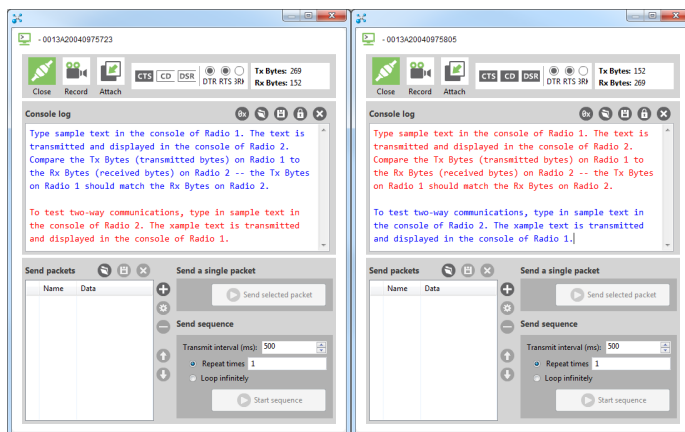 - 0013A20040975723
Close Record Attach
CTS CD DSR
DTR RTS BRK
Tx Bytes: 269
Rx Bytes: 152
Console log
Type sample text in the console of Radio 1. The text is
transmitted and displayed in the console of Radio 2.
Compare the Tx Bytes (transmitted bytes) on Radio 1 to
the Rx Bytes (received bytes) on Radio 2 -- the Tx Bytes
on Radio 1 should match the Rx Bytes on Radio 2.
To test two-way communications, type in sample text in
the console of Radio 2. The xample text is transmitted
and displayed in the console of Radio 1.
Send packets
Name Data
Send a single packet
Send selected packet
Send sequence
Transmit interval (ms): 500
Repeat times 1
Loop infinitely
Start sequence
- 0013A20040975805
Close Record Attach
CTS CD DSR
DTR RTS BRK
Tx Bytes: 152
Rx Bytes: 269
Console log
Type sample text in the console of Radio 1. The text is
transmitted and displayed in the console of Radio 2.
Compare the Tx Bytes (transmitted bytes) on Radio 1 to
the Rx Bytes (received bytes) on Radio 2 -- the Tx Bytes
on Radio 1 should match the Rx Bytes on Radio 2.
To test two-way communications, type in sample text in
the console of Radio 2. The xample text is transmitted
and displayed in the console of Radio 1.
Send packets
Name Data
Send a single packet
Send selected packet
Send sequence
Transmit interval (ms): 500
Repeat times 1
Loop infinitely
Start sequence